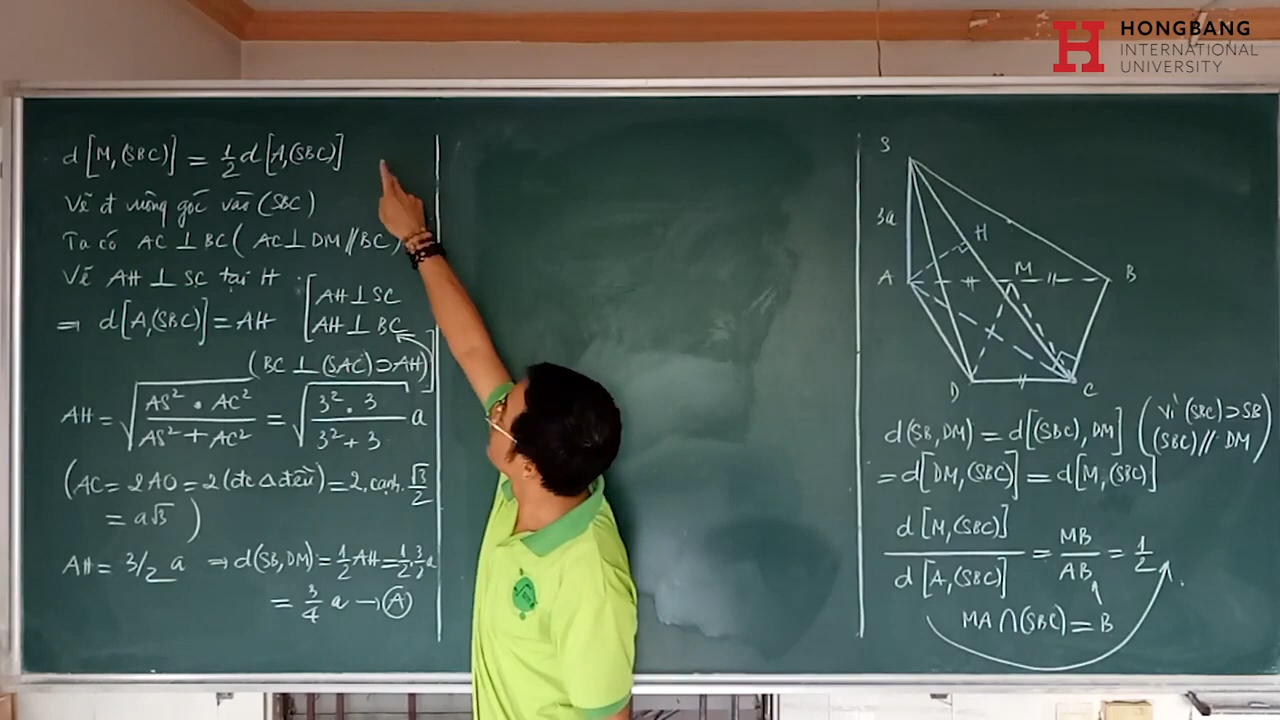 HONGBANG
INTERNATIONAL
UNIVERSITY
d[M,(SBC)] = 1/2 d[A,(SBC)]
Vẽ đt vuông góc vào (SBC)
Ta có AC ⊥ BC ( AC ⊥ DM // BC )
Vẽ AH ⊥ SC tại H :
[ AH ⊥ SC
AH ⊥ BC
⇒ d[A,(SBC)] = AH
(BC ⊥ (SAC) ⊃ AH)
AH = √((AS² . AC²)/(AS² + AC²)) = √((3² . 3)/(3² + 3)) a
(AC = 2AO = 2(đc Δ đều) = 2. cạnh. √3/2
= a√3 )
AH = 3/2 a ⇒ d(SB, DM) = 1/2 AH = 1/2 . 3/2 a
= 3/4 a → (A)
S
3a
H
A
M
B
D
C
d(SB, DM) = d[(SBC), DM] ( Vì (SBC) ⊃ SB
(SBC) // DM )
= d[DM, (SBC)] = d[M, (SBC)]
d[M, (SBC)] / d[A, (SBC)] = MB/AB = 1/2 .
MA ∩ (SBC) = B